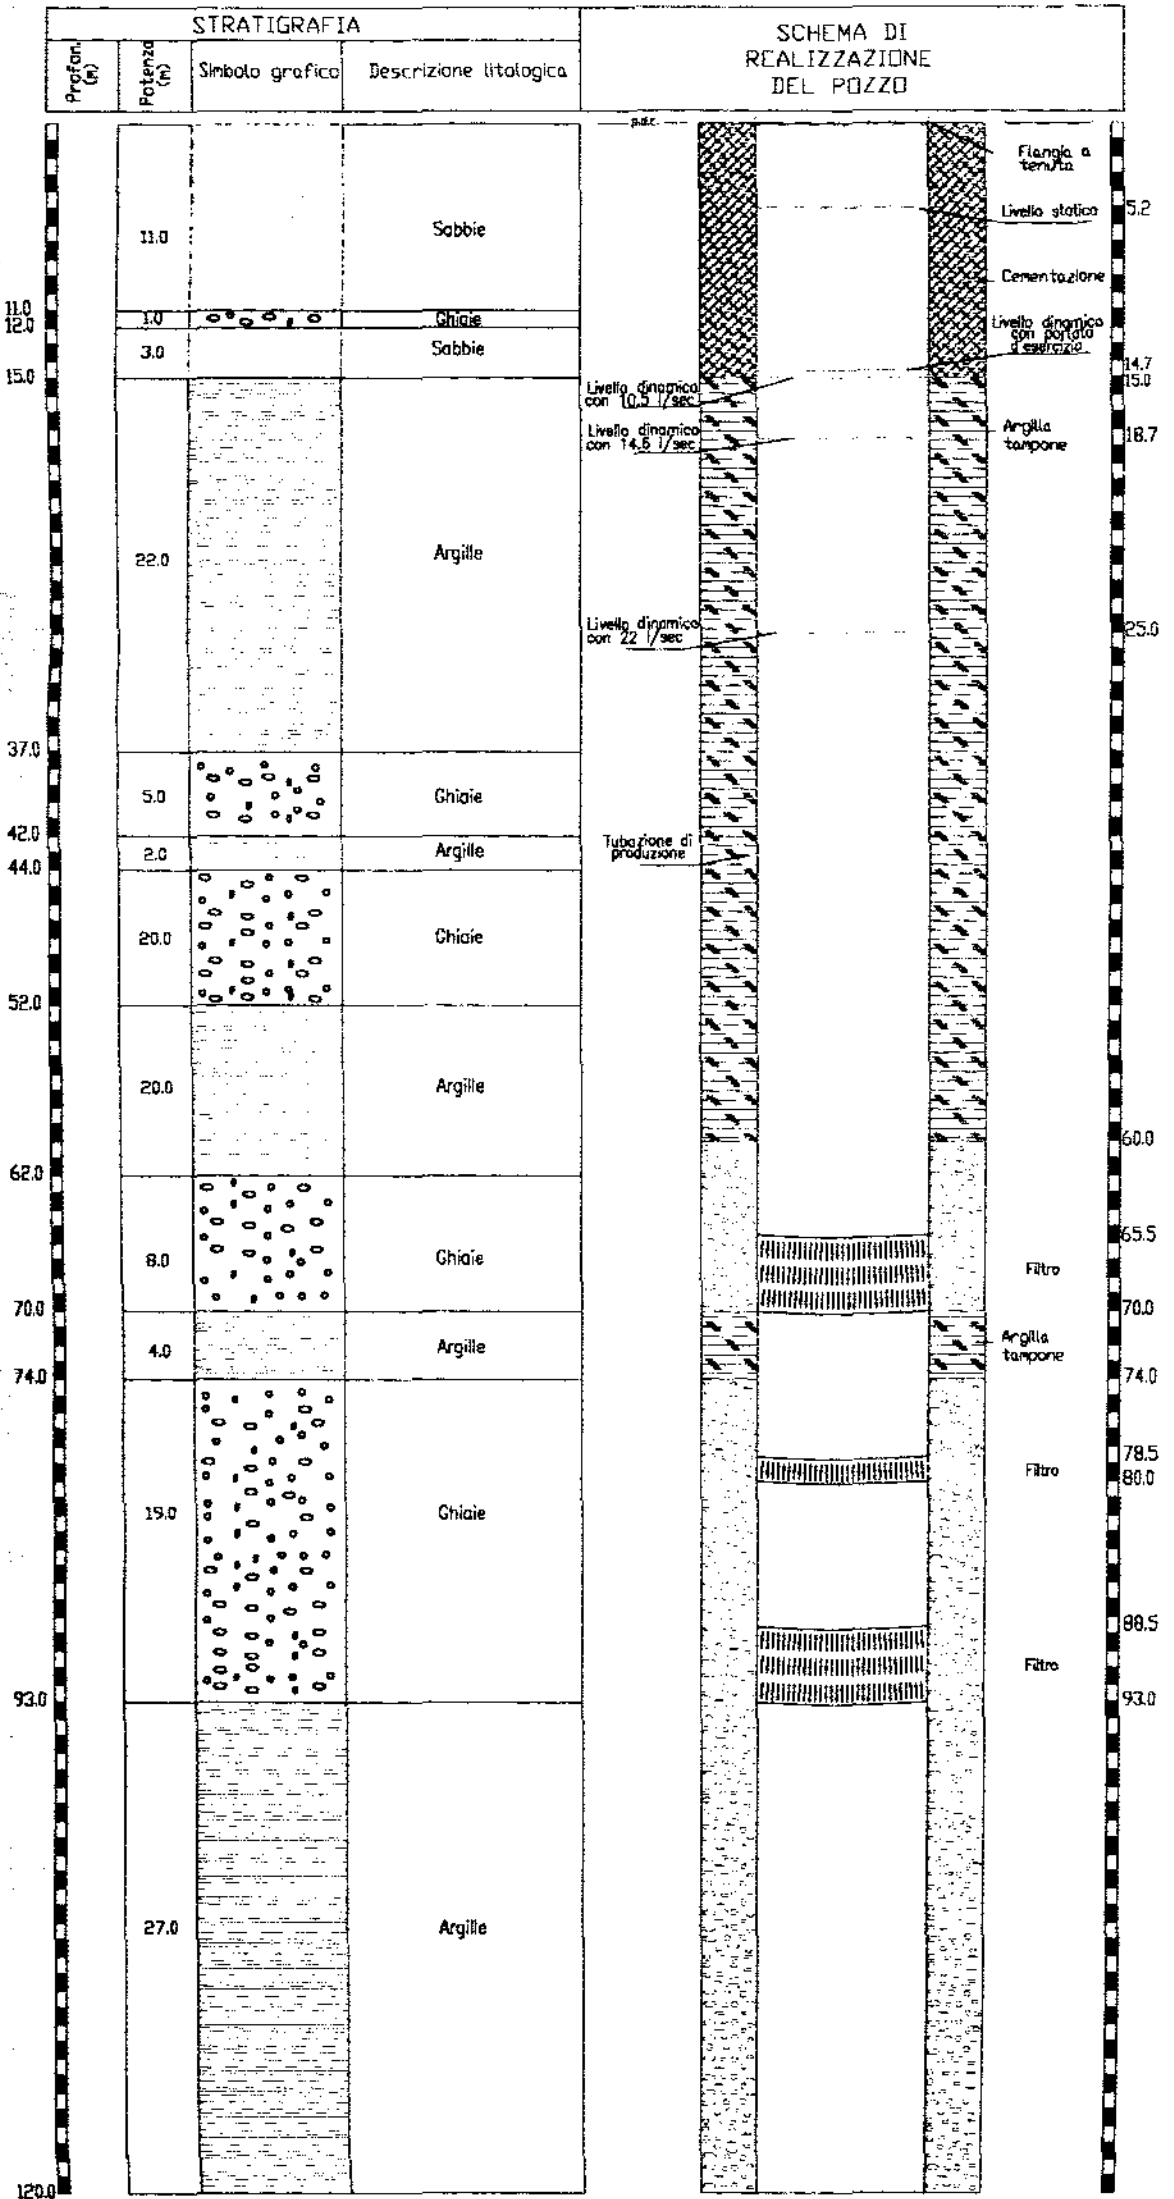 STRATIGRAFIA
SCHEMA DI
REALIZZAZIONE
DEL POZZO
Profon.
(m)
Potenza
(m)
Simbolo grafico
Descrizione litologica
p.d.c.
Flangia a
tenuta
11.0
Sabbie
Livello statico
5.2
Cementazione
11.0
1.0
Ghiaie
12.0
Livello dinamico
con portata
d'esercizio
3.0
Sabbie
14.7
15.0
15.0
Livello dinamico
con 10.5 l/sec
Livello dinamico
con 14.6 l/sec
Argilla
tampone
18.7
22.0
Argille
Livello dinamico
con 22 l/sec
25.0
37.0
5.0
Ghiaie
42.0
2.0
Argille
Tubazione di
produzione
44.0
20.0
Ghiaie
52.0
20.0
Argille
60.0
62.0
8.0
Ghiaie
65.5
Filtro
70.0
70.0
4.0
Argille
Argilla
tampone
74.0
74.0
78.5
Filtro
80.0
19.0
Ghiaie
88.5
Filtro
93.0
93.0
27.0
Argille
120.0